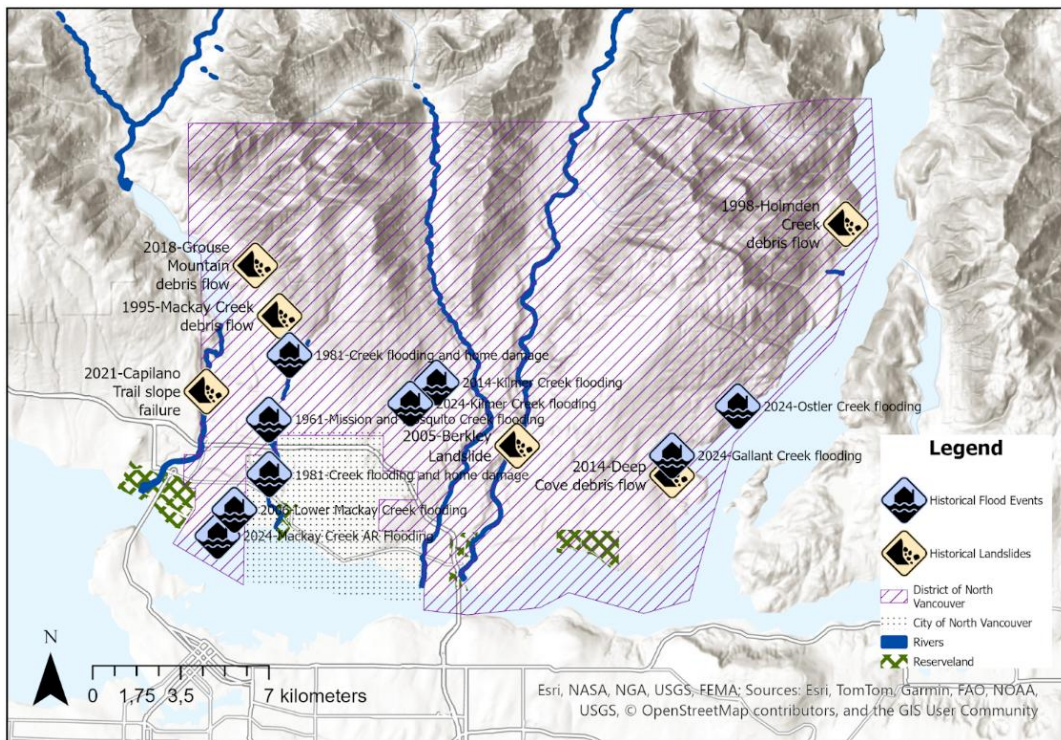 1998-Holmden
Creek
debris flow
2018-Grouse
Mountain
debris flow
1995-Mackay Creek
debris flow
1981-Creek flooding and home damage
2021-Capilano
Trail slope
failure
2014-Kilmer Creek flooding
2024-Kilmer Creek flooding
1961-Mission and Mosquito Creek flooding
2024-Ostler Creek flooding
2005-Berkley
Landslide
2024-Gallant Creek flooding
2014-Deep
Cove debris flow
1981-Creek flooding and home damage
2006-Lower Mackay Creek flooding
2024-Mackay Creek AR Flooding
Legend
Historical Flood Events
Historical Landslides
District of North
Vancouver
City of North Vancouver
Rivers
Reserveland
N
0 1,75 3,5 7 kilometers
Esri, NASA, NGA, USGS, FEMA; Sources: Esri, TomTom, Garmin, FAO, NOAA,
USGS, © OpenStreetMap contributors, and the GIS User Community